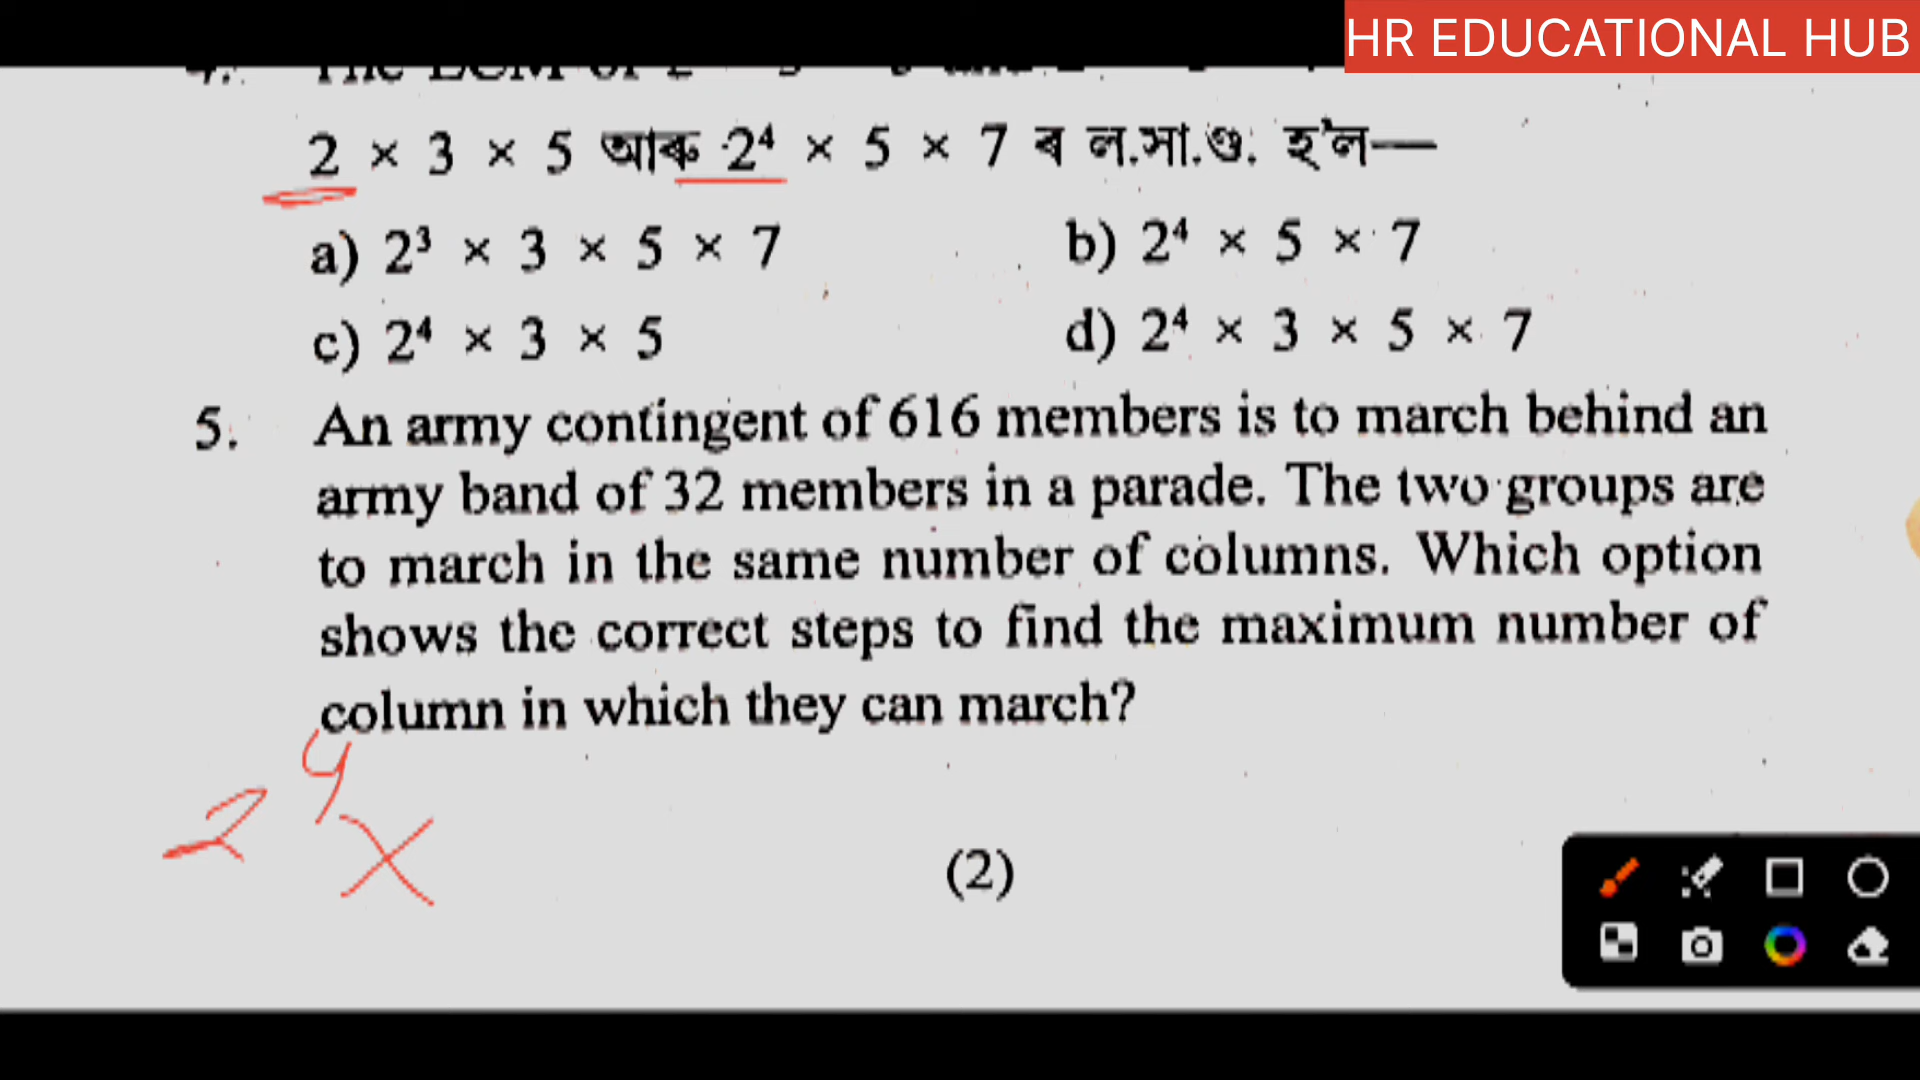 HR EDUCATIONAL HUB
2 × 3 × 5 আৰু 2⁴ × 5 × 7 ৰ ল.সা.গু. হ'ল—
a) 2³ × 3 × 5 × 7 b) 2⁴ × 5 × 7
c) 2⁴ × 3 × 5 d) 2⁴ × 3 × 5 × 7
5. An army contingent of 616 members is to march behind an
army band of 32 members in a parade. The two groups are
to march in the same number of columns. Which option
shows the correct steps to find the maximum number of
column in which they can march?
2⁴ ×
(2)